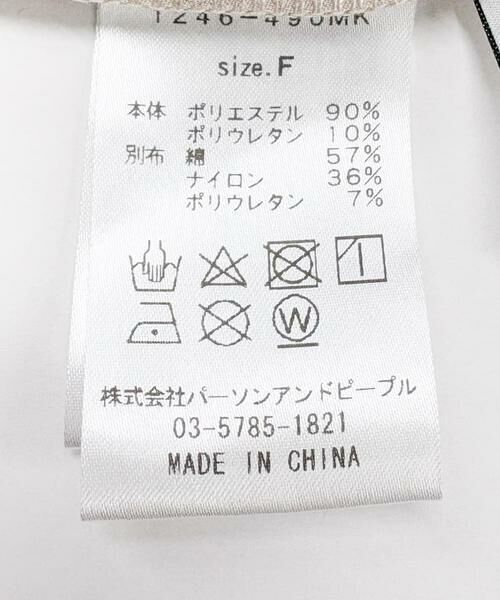 1246-490MK
size.F
本体 ポリエステル 90%
ポリウレタン 10%
別布 綿 57%
ナイロン 36%
ポリウレタン 7%
W
株式会社パーソンアンドピープル
03-5785-1821
MADE IN CHINA